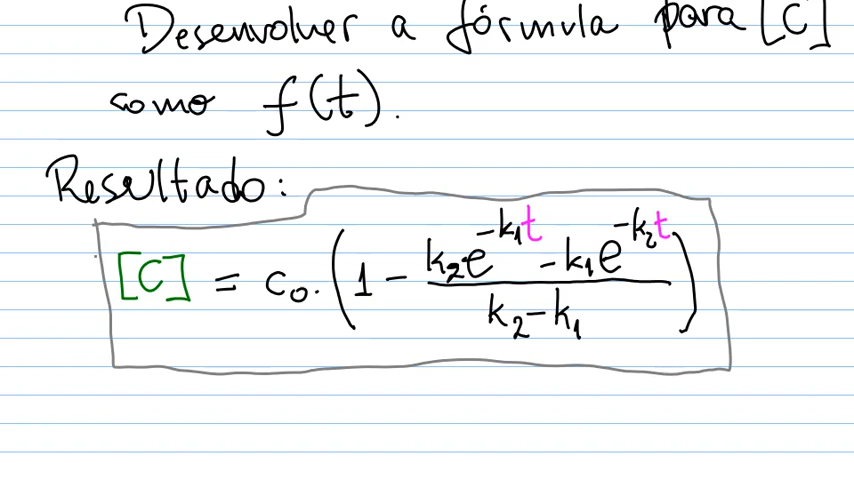 Desenvolver a fórmula para [C]
como f(t).
Resultado:
[C] = c₀.(1 - (k₂e^(-k₁t) - k₁e^(-k₂t))/(k₂-k₁))